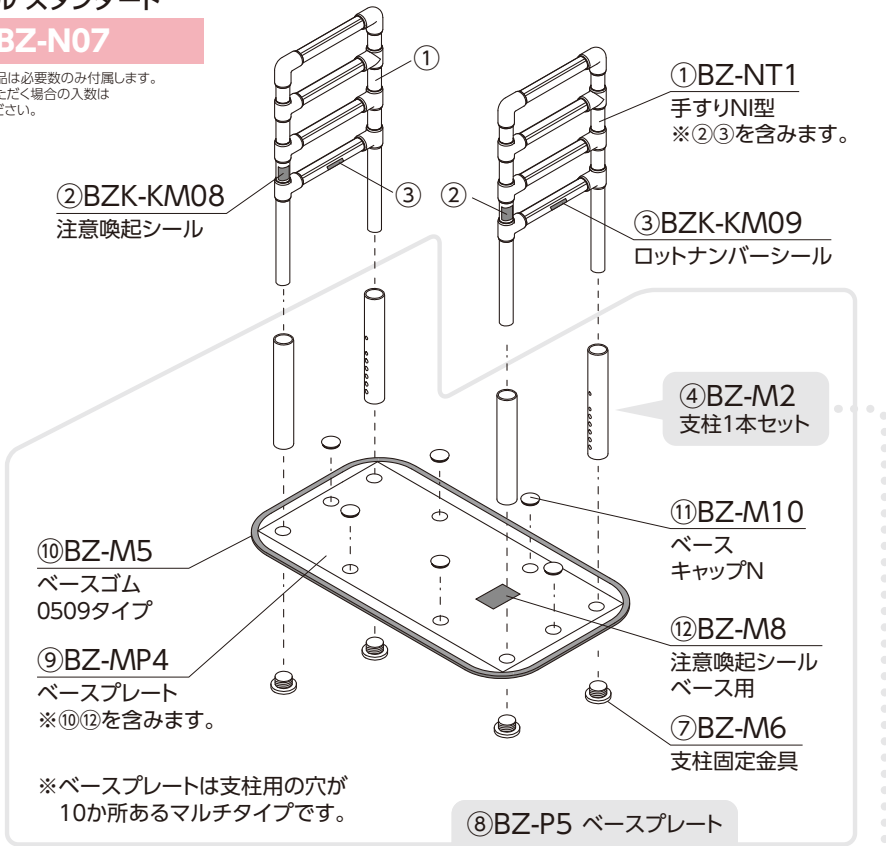 ル スタンダード
BZ-N07
品は必要数のみ付属します。
ただく場合の入数は
ださい。
①
①BZ-NT1
手すりNI型
※②③を含みます。
②BZK-KM08
注意喚起シール
③
②
③BZK-KM09
ロットナンバーシール
④BZ-M2
支柱1本セット
⑪BZ-M10
ベース
キャップN
⑩BZ-M5
ベースゴム
0509タイプ
⑨BZ-MP4
ベースプレート
※⑩⑫を含みます。
⑫BZ-M8
注意喚起シール
ベース用
⑦BZ-M6
支柱固定金具
※ベースプレートは支柱用の穴が
10か所あるマルチタイプです。
⑧BZ-P5 ベースプレート